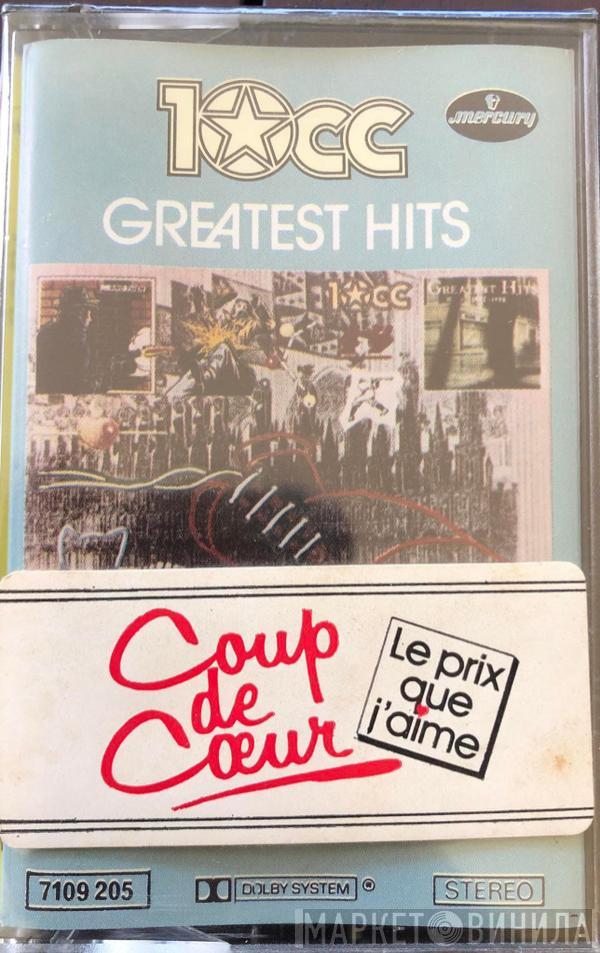 10cc
mercury
GREATEST HITS
10cc
GREATEST HITS
Coup
de
Cœur
Le prix
que
j'aime
7109 205
DOLBY SYSTEM ®
STEREO
МАРКЕТ ВИНИЛА